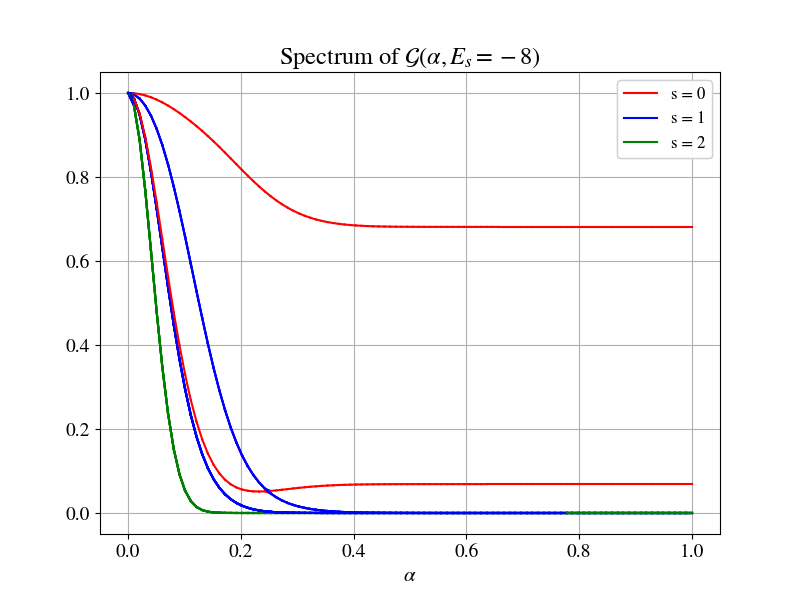 Spectrum of 𝒢(α, E_s = −8)
1.0
0.8
0.6
0.4
0.2
0.0
0.0 0.2 0.4 0.6 0.8 1.0
α
s = 0
s = 1
s = 2